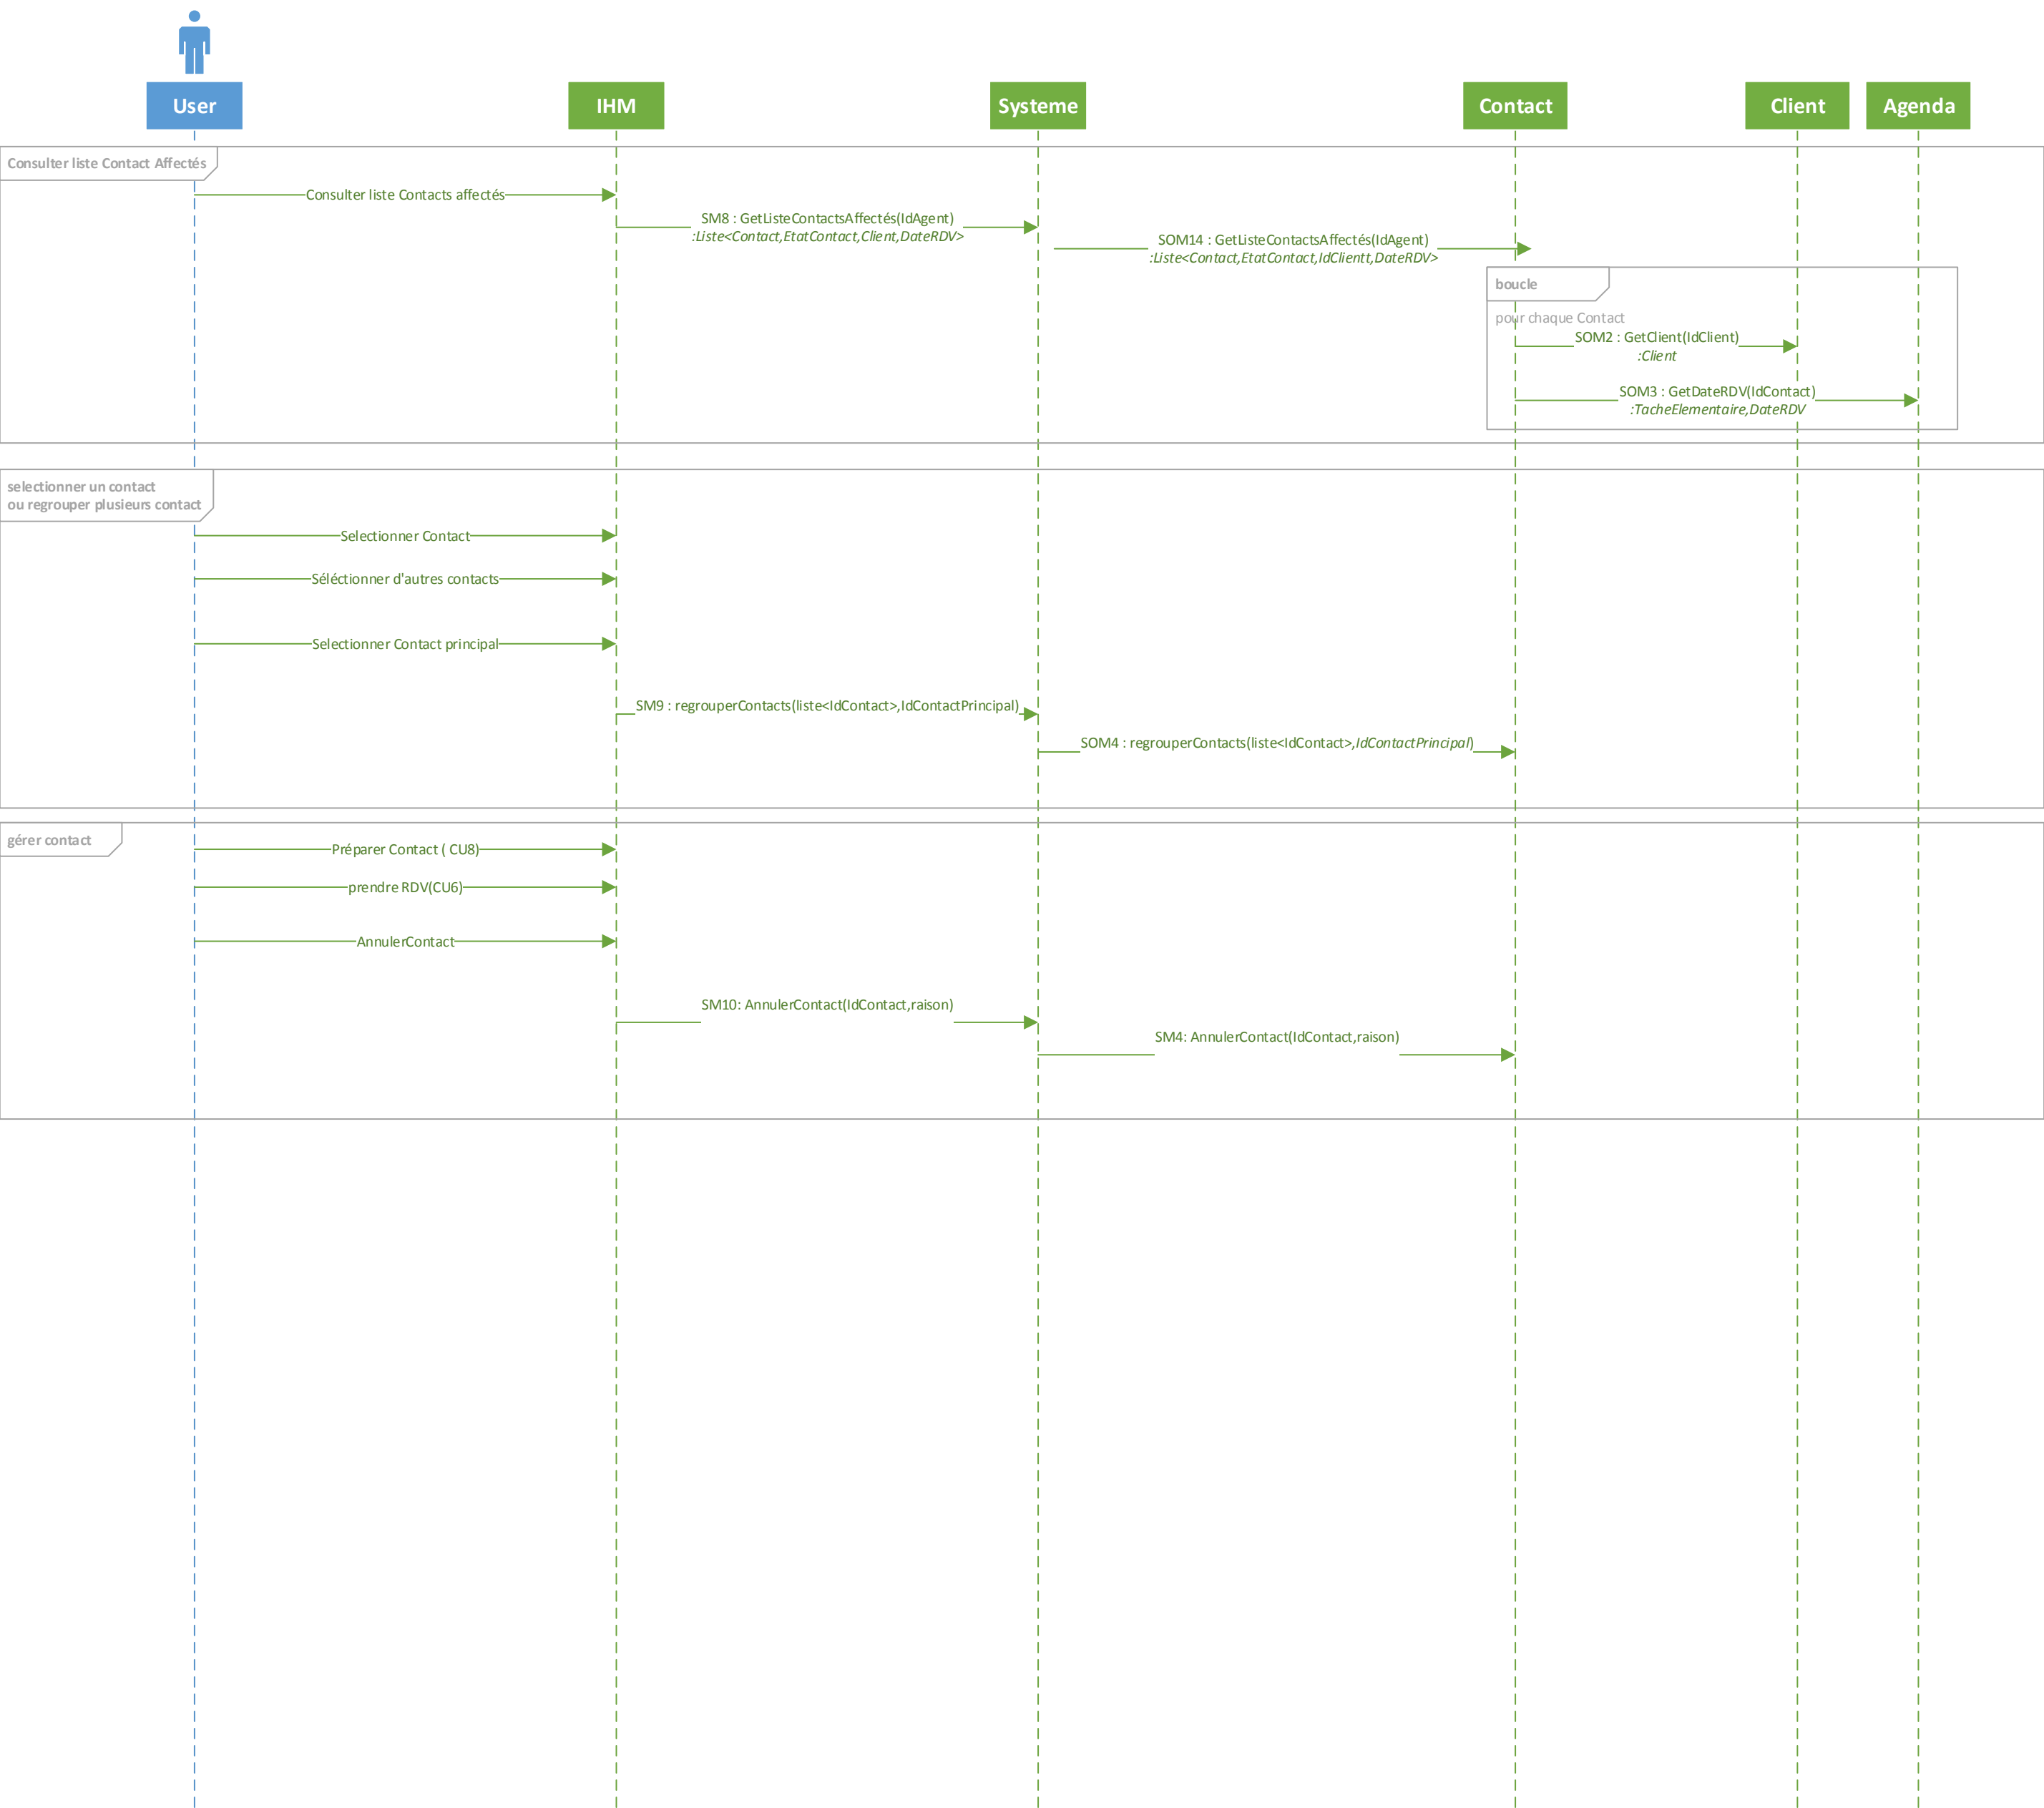 User
IHM
Systeme
Contact
Client
Agenda
Consulter liste Contact Affectés
Consulter liste Contacts affectés
SM8 : GetListeContactsAffectés(IdAgent)
:Liste<Contact,EtatContact,Client,DateRDV>
SOM14 : GetListeContactsAffectés(IdAgent)
:Liste<Contact,EtatContact,IdClientt,DateRDV>
boucle
pour chaque Contact
SOM2 : GetClient(IdClient)
:Client
SOM3 : GetDateRDV(IdContact)
:TacheElementaire,DateRDV
selectionner un contact
ou regrouper plusieurs contact
Selectionner Contact
Séléctionner d'autres contacts
Selectionner Contact principal
SM9 : regrouperContacts(liste<IdContact>,IdContactPrincipal)
SOM4 : regrouperContacts(liste<IdContact>,IdContactPrincipal)
gérer contact
Préparer Contact ( CU8)
prendre RDV(CU6)
AnnulerContact
SM10: AnnulerContact(IdContact,raison)
SM4: AnnulerContact(IdContact,raison)